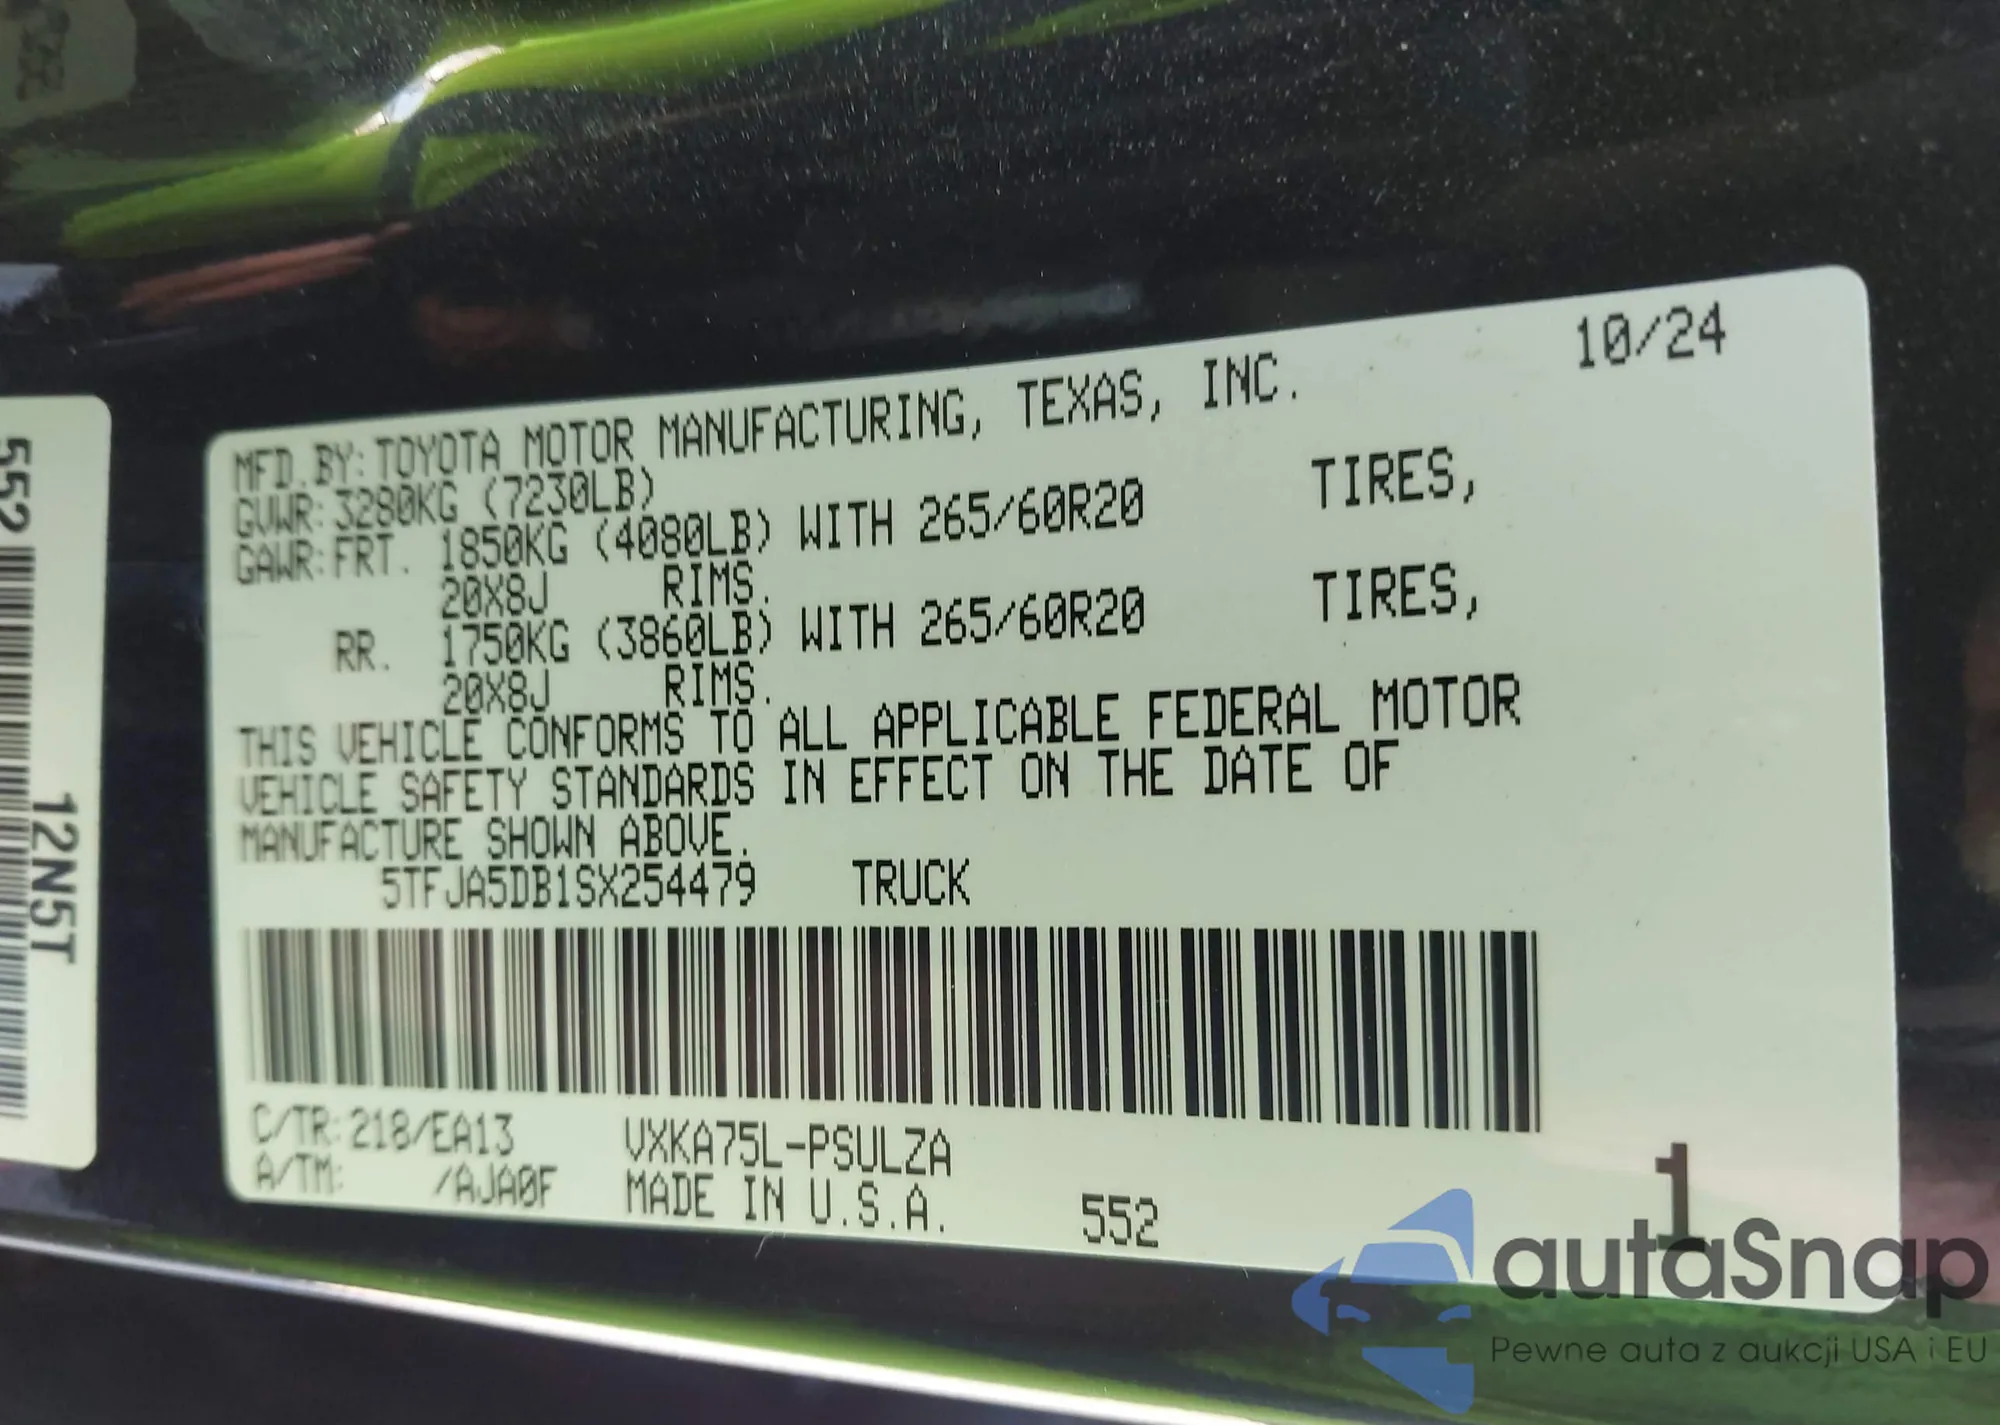 10/24
MFD.BY:TOYOTA MOTOR MANUFACTURING, TEXAS, INC.
GVWR:3280KG (7230LB)
GAWR:FRT. 1850KG (4080LB) WITH 265/60R20 TIRES,
20X8J RIMS.
RR. 1750KG (3860LB) WITH 265/60R20 TIRES,
20X8J RIMS.
THIS VEHICLE CONFORMS TO ALL APPLICABLE FEDERAL MOTOR
VEHICLE SAFETY STANDARDS IN EFFECT ON THE DATE OF
MANUFACTURE SHOWN ABOVE.
5TFJA5DB1SX254479 TRUCK
C/TR:218/EA13 VXKA75L-PSULZA
A/TM: /AJA0F MADE IN U.S.A. 552
1
552
12N5T
autaSnap
Pewne auta z aukcji USA i EU